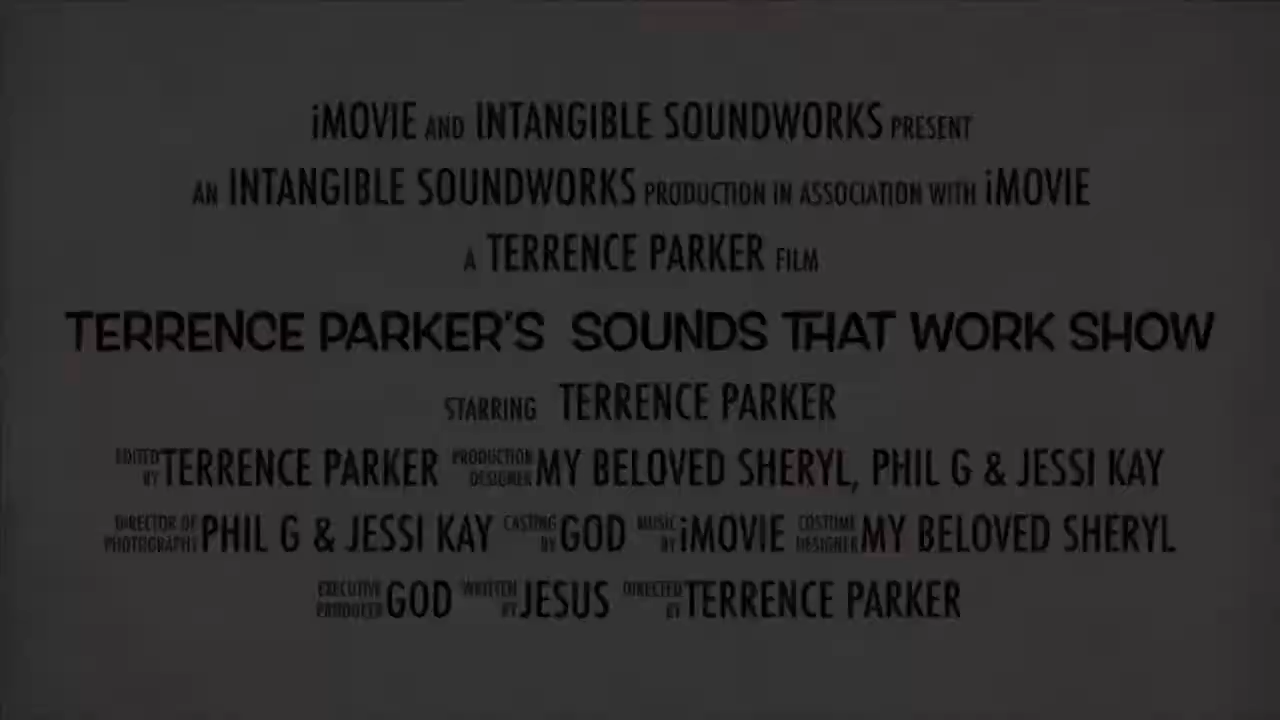 iMOVIE AND INTANGIBLE SOUNDWORKS PRESENT
AN INTANGIBLE SOUNDWORKS PRODUCTION IN ASSOCIATION WITH iMOVIE
A TERRENCE PARKER FILM
TERRENCE PARKER'S SOUNDS THAT WORK SHOW
STARRING TERRENCE PARKER
EDITED BY TERRENCE PARKER PRODUCTION DESIGNER MY BELOVED SHERYL, PHIL G & JESSI KAY
DIRECTOR OF PHOTOGRAPHY PHIL G & JESSI KAY CASTING BY GOD MUSIC BY iMOVIE COSTUME DESIGNER MY BELOVED SHERYL
EXECUTIVE PRODUCER GOD WRITTEN BY JESUS DIRECTED BY TERRENCE PARKER